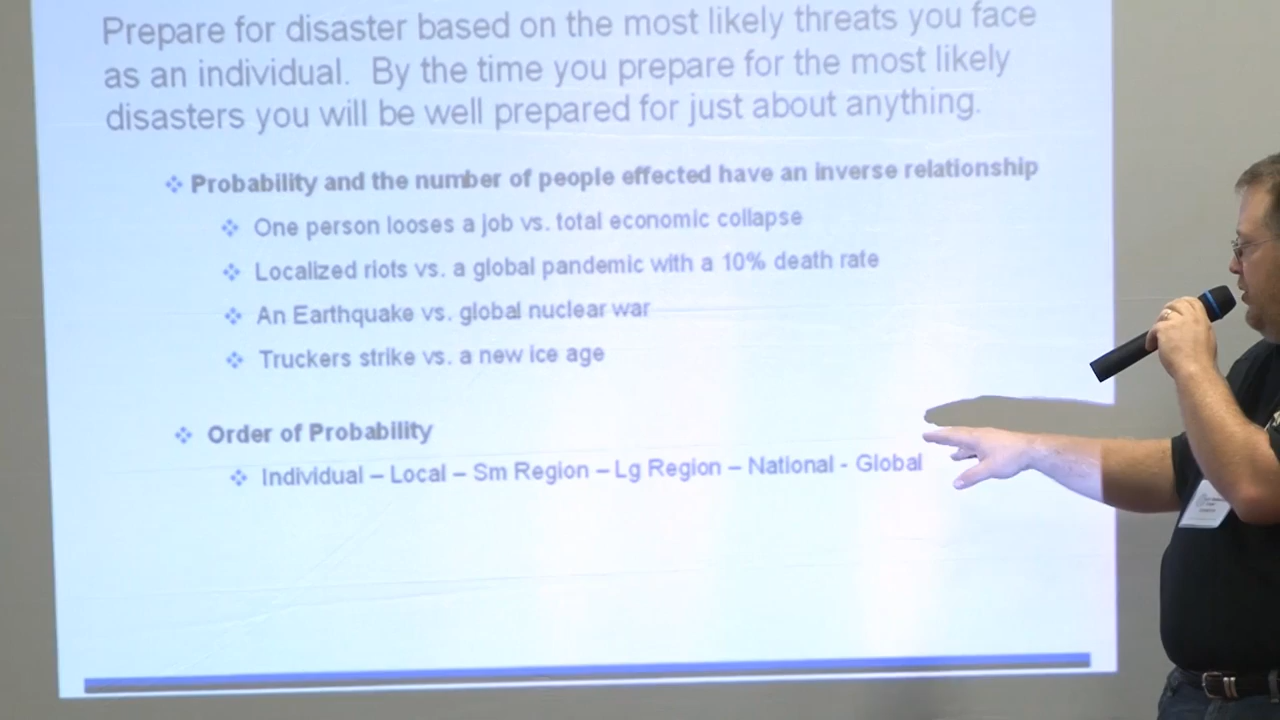 Prepare for disaster based on the most likely threats you face
as an individual. By the time you prepare for the most likely
disasters you will be well prepared for just about anything.
Probability and the number of people effected have an inverse relationship
One person looses a job vs. total economic collapse
Localized riots vs. a global pandemic with a 10% death rate
An Earthquake vs. global nuclear war
Truckers strike vs. a new ice age
Order of Probability
Individual – Local – Sm Region – Lg Region – National - Global